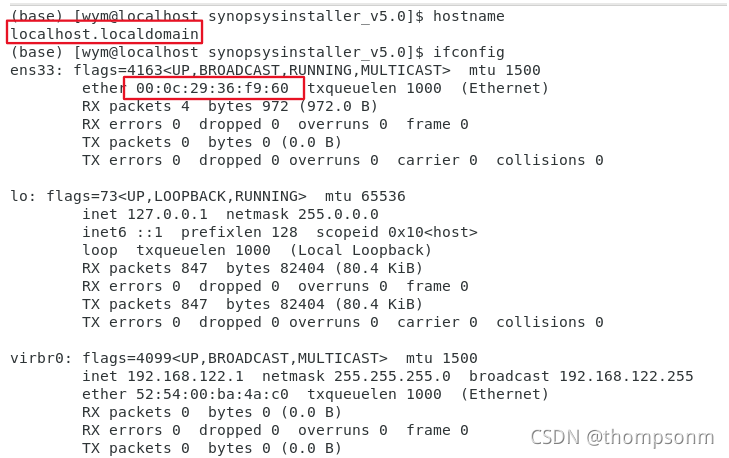 (base) [wym@localhost synopsysinstaller_v5.0]$ hostname
localhost.localdomain
(base) [wym@localhost synopsysinstaller_v5.0]$ ifconfig
ens33: flags=4163<UP,BROADCAST,RUNNING,MULTICAST>  mtu 1500
        ether 00:0c:29:36:f9:60  txqueuelen 1000  (Ethernet)
        RX packets 4  bytes 972 (972.0 B)
        RX errors 0  dropped 0  overruns 0  frame 0
        TX packets 0  bytes 0 (0.0 B)
        TX errors 0  dropped 0 overruns 0  carrier 0  collisions 0

lo: flags=73<UP,LOOPBACK,RUNNING>  mtu 65536
        inet 127.0.0.1  netmask 255.0.0.0
        inet6 ::1  prefixlen 128  scopeid 0x10<host>
        loop  txqueuelen 1000  (Local Loopback)
        RX packets 847  bytes 82404 (80.4 KiB)
        RX errors 0  dropped 0  overruns 0  frame 0
        TX packets 847  bytes 82404 (80.4 KiB)
        TX errors 0  dropped 0 overruns 0  carrier 0  collisions 0

virbr0: flags=4099<UP,BROADCAST,MULTICAST>  mtu 1500
        inet 192.168.122.1  netmask 255.255.255.0  broadcast 192.168.122.255
        ether 52:54:00:ba:4a:c0  txqueuelen 1000  (Ethernet)
        RX packets 0  bytes 0 (0.0 B)
        RX errors 0  dropped 0  overruns 0  frame 0
        TX packets 0  bytes 0 (0.0 B)
CSDN @thompsonm